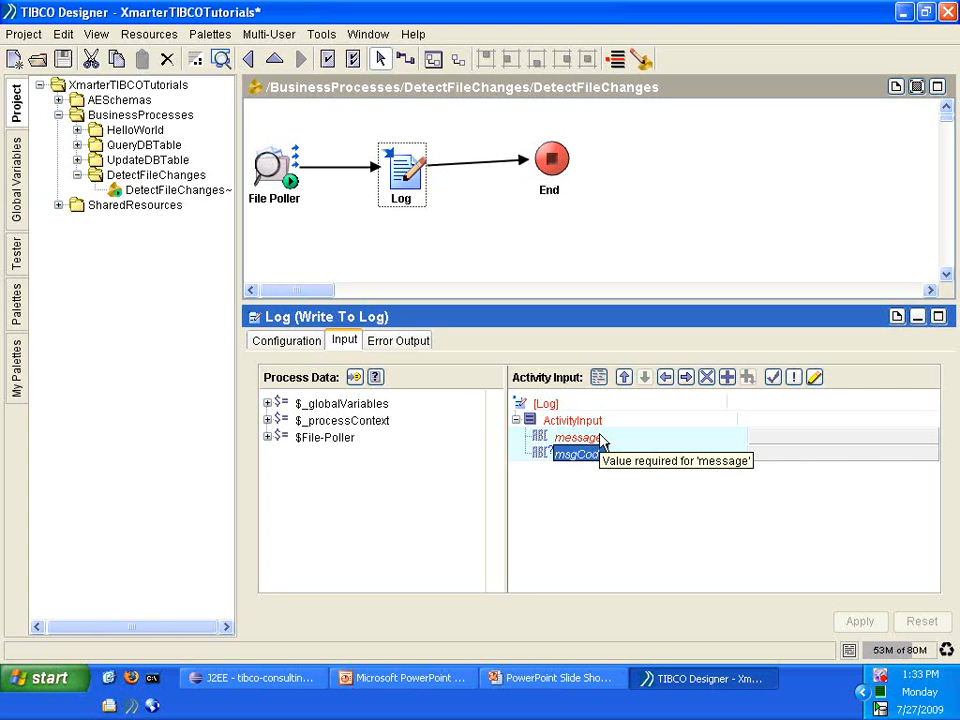 TIBCO Designer - XmarterTIBCOTutorials*
Project Edit View Resources Palettes Multi-User Tools Window Help
Project
Global Variables
Tester
Palettes
My Palettes
XmarterTIBCOTutorials
AESchemas
BusinessProcesses
HelloWorld
QueryDBTable
UpdateDBTable
DetectFileChanges
DetectFileChanges~
SharedResources
/BusinessProcesses/DetectFileChanges/DetectFileChanges
File Poller
Log
End
Log (Write To Log)
Configuration Input Error Output
Process Data:
$_globalVariables
$_processContext
$File-Poller
Activity Input:
[Log]
ActivityInput
message
msgCod
Value required for 'message'
Apply Reset
53M of 80M
start
J2EE - tibco-consultin...
Microsoft PowerPoint ...
PowerPoint Slide Sho...
TIBCO Designer - Xm...
1:33 PM
Monday
7/27/2009